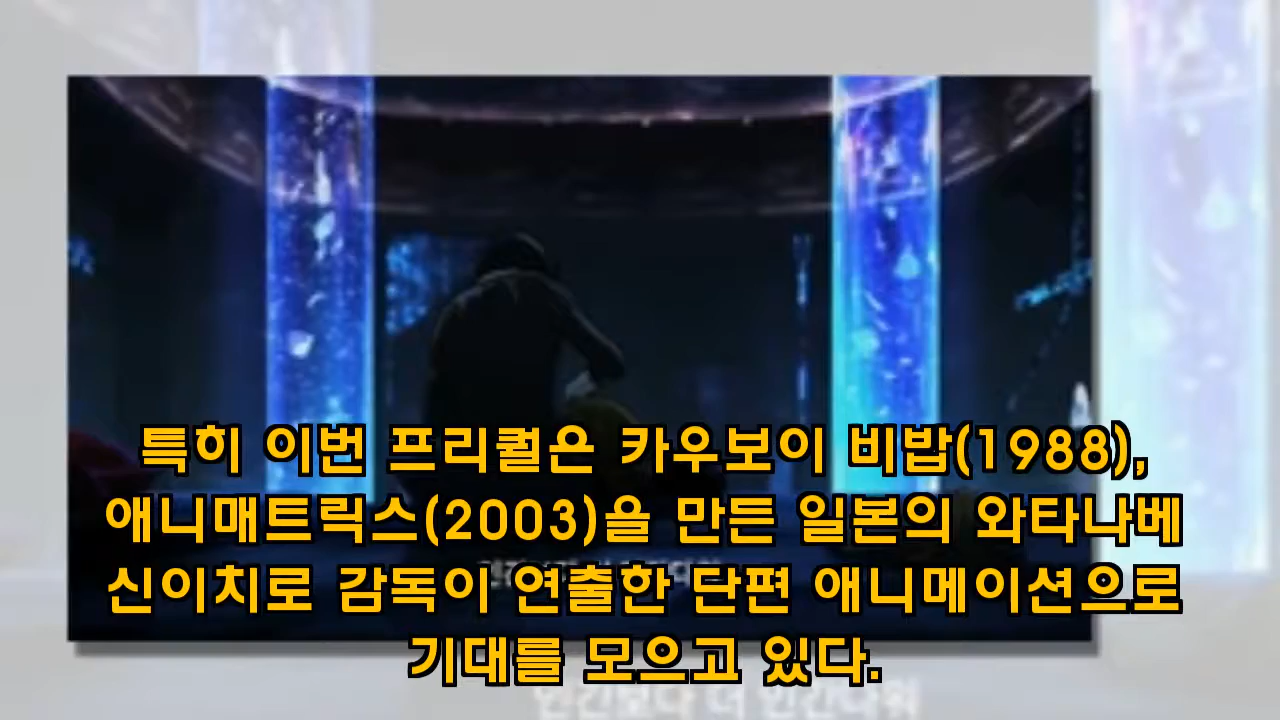 특히 이번 프리퀄은 카우보이 비밥(1988),
애니매트릭스(2003)을 만든 일본의 와타나베
신이치로 감독이 연출한 단편 애니메이션으로
기대를 모으고 있다.